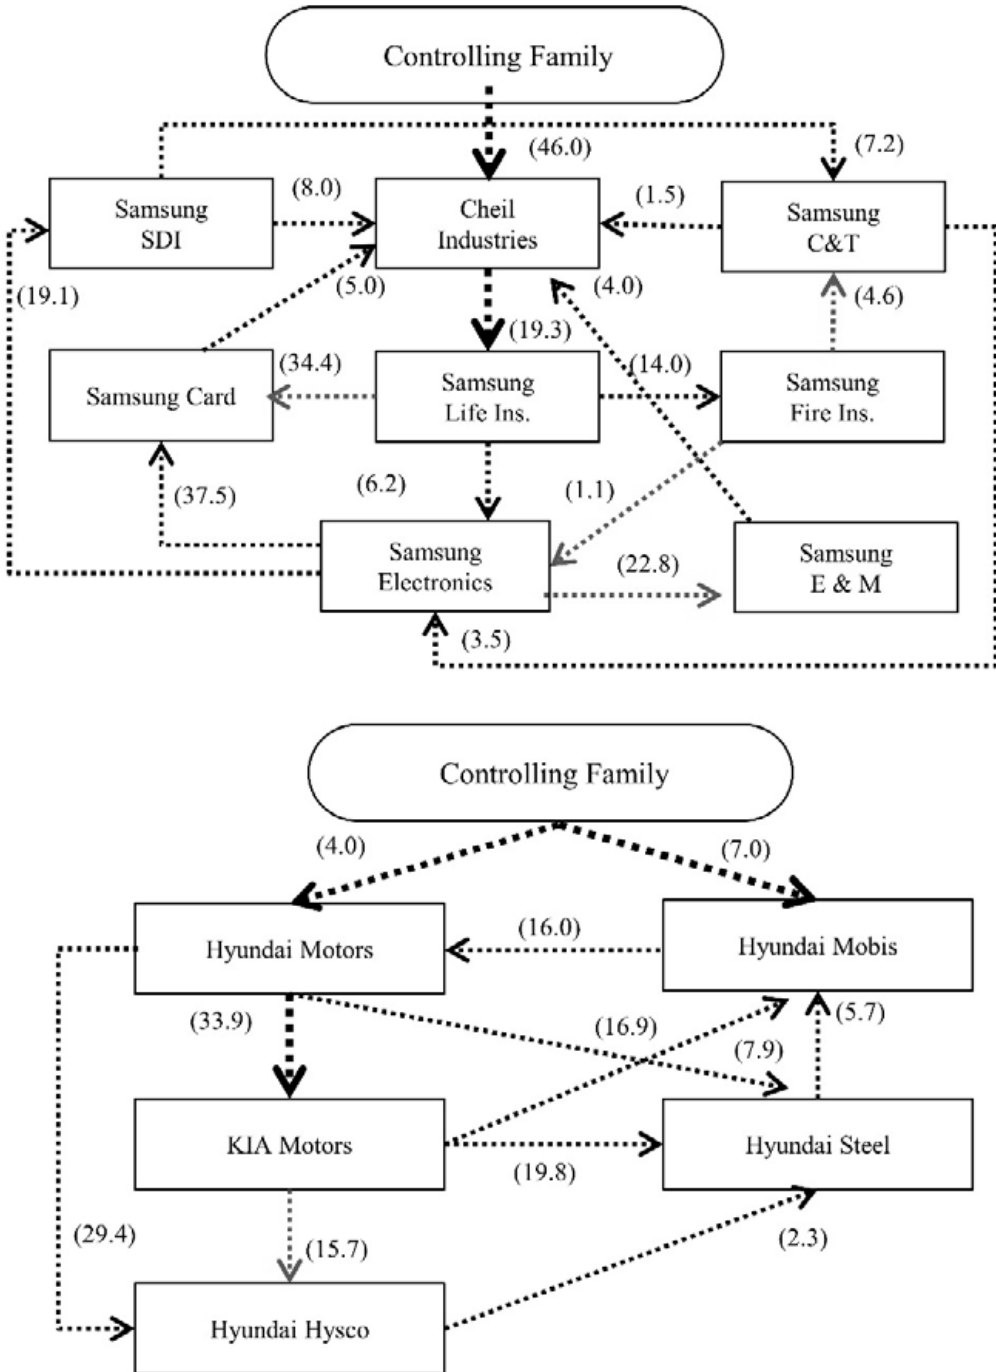 Controlling Family
(46.0)
(7.2)
Samsung
SDI
(8.0)
Cheil
Industries
(1.5)
Samsung
C&T
(19.1)
(5.0)
(4.0)
(4.6)
(19.3)
Samsung Card
(34.4)
Samsung
Life Ins.
(14.0)
Samsung
Fire Ins.
(37.5)
(6.2)
(1.1)
Samsung
Electronics
(22.8)
Samsung
E & M
(3.5)
Controlling Family
(4.0)
(7.0)
Hyundai Motors
(16.0)
Hyundai Mobis
(33.9)
(16.9)
(7.9)
(5.7)
KIA Motors
(19.8)
Hyundai Steel
(29.4)
(15.7)
(2.3)
Hyundai Hysco